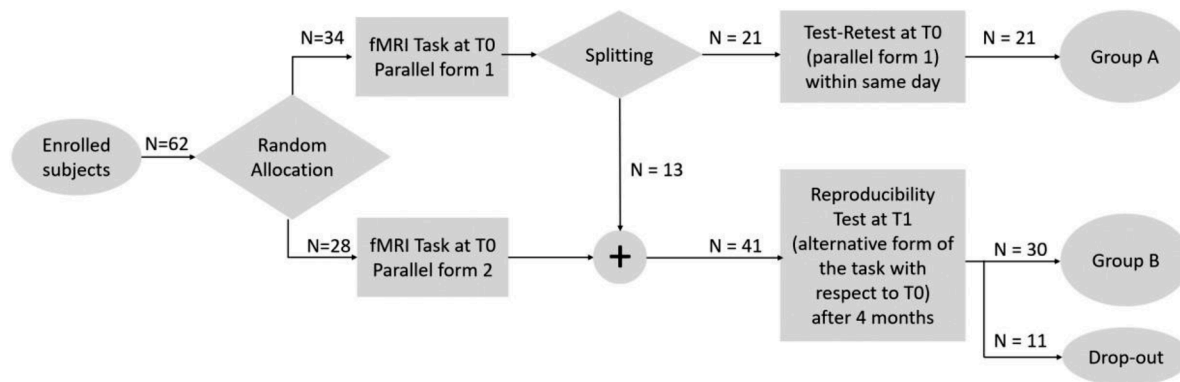 Enrolled
subjects
N=62
Random
Allocation
N=34
fMRI Task at T0
Parallel form 1
Splitting
N = 21
Test-Retest at T0
(parallel form 1)
within same day
N = 21
Group A
N = 13
N=28
fMRI Task at T0
Parallel form 2
+
N = 41
Reproducibility
Test at T1
(alternative form of
the task with
respect to T0)
after 4 months
N = 30
Group B
N = 11
Drop-out